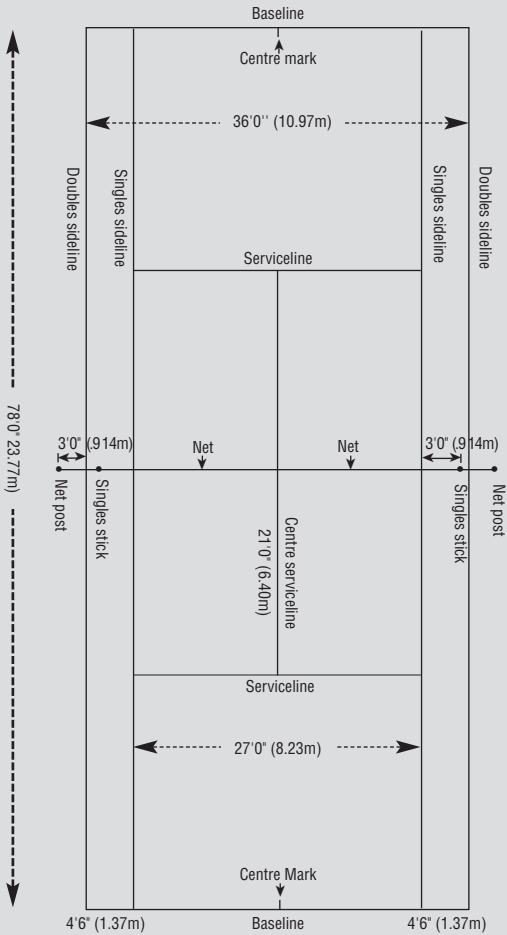 Baseline
Centre mark
36'0'' (10.97m)
Doubles sideline
Singles sideline
Singles sideline
Doubles sideline
Serviceline
78'0" 23.77m)
3'0" (.914m)
Net
Net
3'0" (.914m)
Net post
Singles stick
Singles stick
Net post
Centre serviceline
21'0" (6.40m)
Serviceline
27'0" (8.23m)
Centre Mark
4'6" (1.37m)
Baseline
4'6" (1.37m)